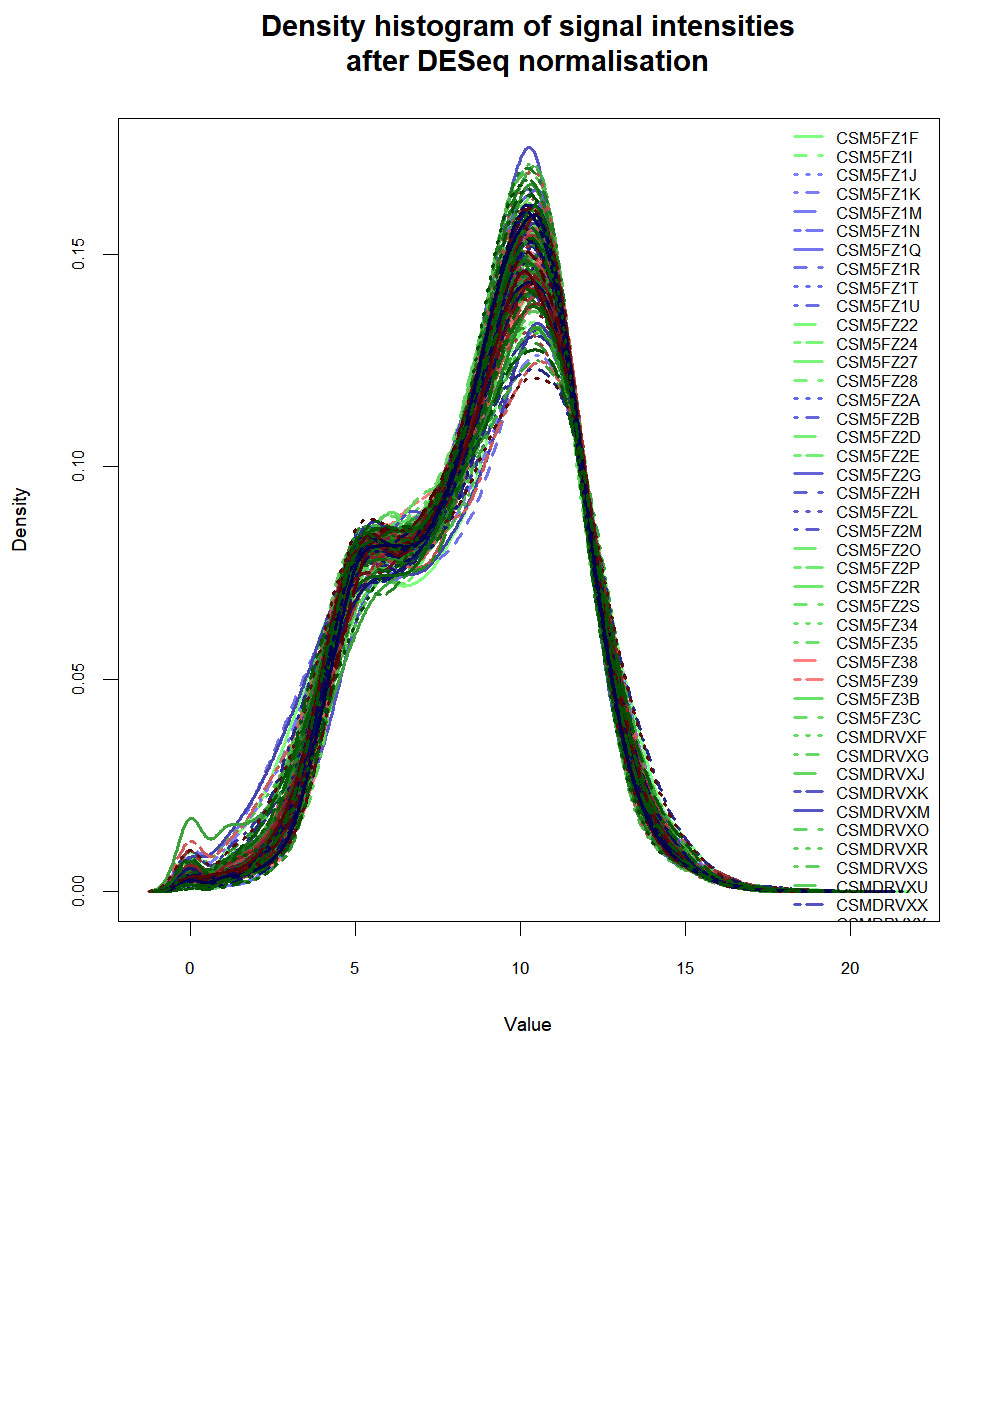 Density histogram of signal intensities
after DESeq normalisation
CSM5FZ1F
CSM5FZ1I
CSM5FZ1J
CSM5FZ1K
CSM5FZ1M
CSM5FZ1N
CSM5FZ1Q
CSM5FZ1R
CSM5FZ1T
CSM5FZ1U
CSM5FZ22
CSM5FZ24
CSM5FZ27
CSM5FZ28
CSM5FZ2A
CSM5FZ2B
CSM5FZ2D
CSM5FZ2E
CSM5FZ2G
CSM5FZ2H
CSM5FZ2L
CSM5FZ2M
CSM5FZ2O
CSM5FZ2P
CSM5FZ2R
CSM5FZ2S
CSM5FZ34
CSM5FZ35
CSM5FZ38
CSM5FZ39
CSM5FZ3B
CSM5FZ3C
CSMDRVXF
CSMDRVXG
CSMDRVXJ
CSMDRVXK
CSMDRVXM
CSMDRVXO
CSMDRVXR
CSMDRVXS
CSMDRVXU
CSMDRVXX
0.15
0.10
0.05
0.00
Density
0 5 10 15 20
Value